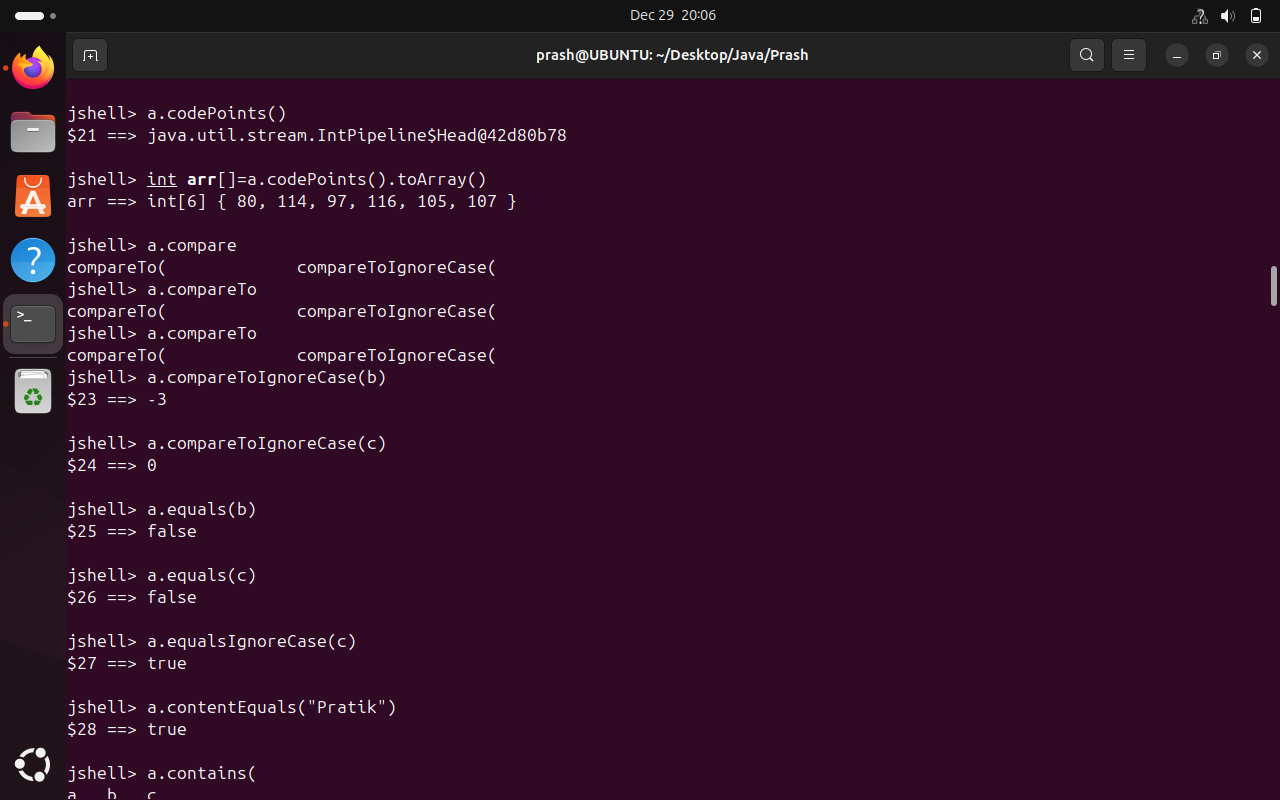 Dec 29 20:06
prash@UBUNTU: ~/Desktop/Java/Prash
jshell> a.codePoints()
$21 ==> java.util.stream.IntPipeline$Head@42d80b78
jshell> int arr[]=a.codePoints().toArray()
arr ==> int[6] { 80, 114, 97, 116, 105, 107 }
jshell> a.compare
compareTo( compareToIgnoreCase(
jshell> a.compareTo
compareTo( compareToIgnoreCase(
jshell> a.compareTo
compareTo( compareToIgnoreCase(
jshell> a.compareToIgnoreCase(b)
$23 ==> -3
jshell> a.compareToIgnoreCase(c)
$24 ==> 0
jshell> a.equals(b)
$25 ==> false
jshell> a.equals(c)
$26 ==> false
jshell> a.equalsIgnoreCase(c)
$27 ==> true
jshell> a.contentEquals("Pratik")
$28 ==> true
jshell> a.contains(
a b c